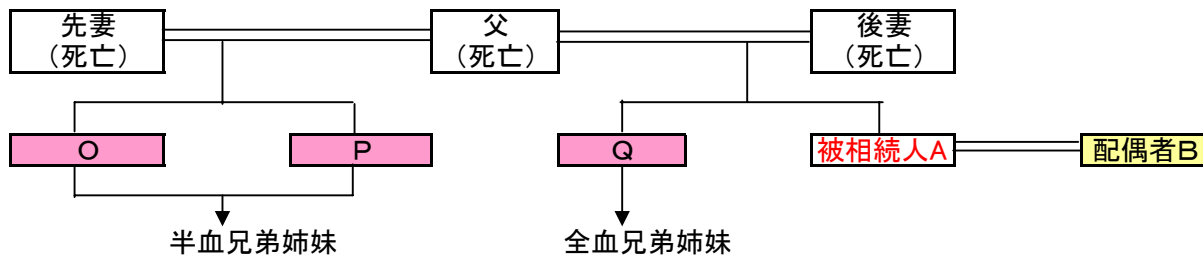 先妻
（死亡）
父
（死亡）
後妻
（死亡）
O
P
Q
被相続人A
配偶者B
半血兄弟姉妹
全血兄弟姉妹